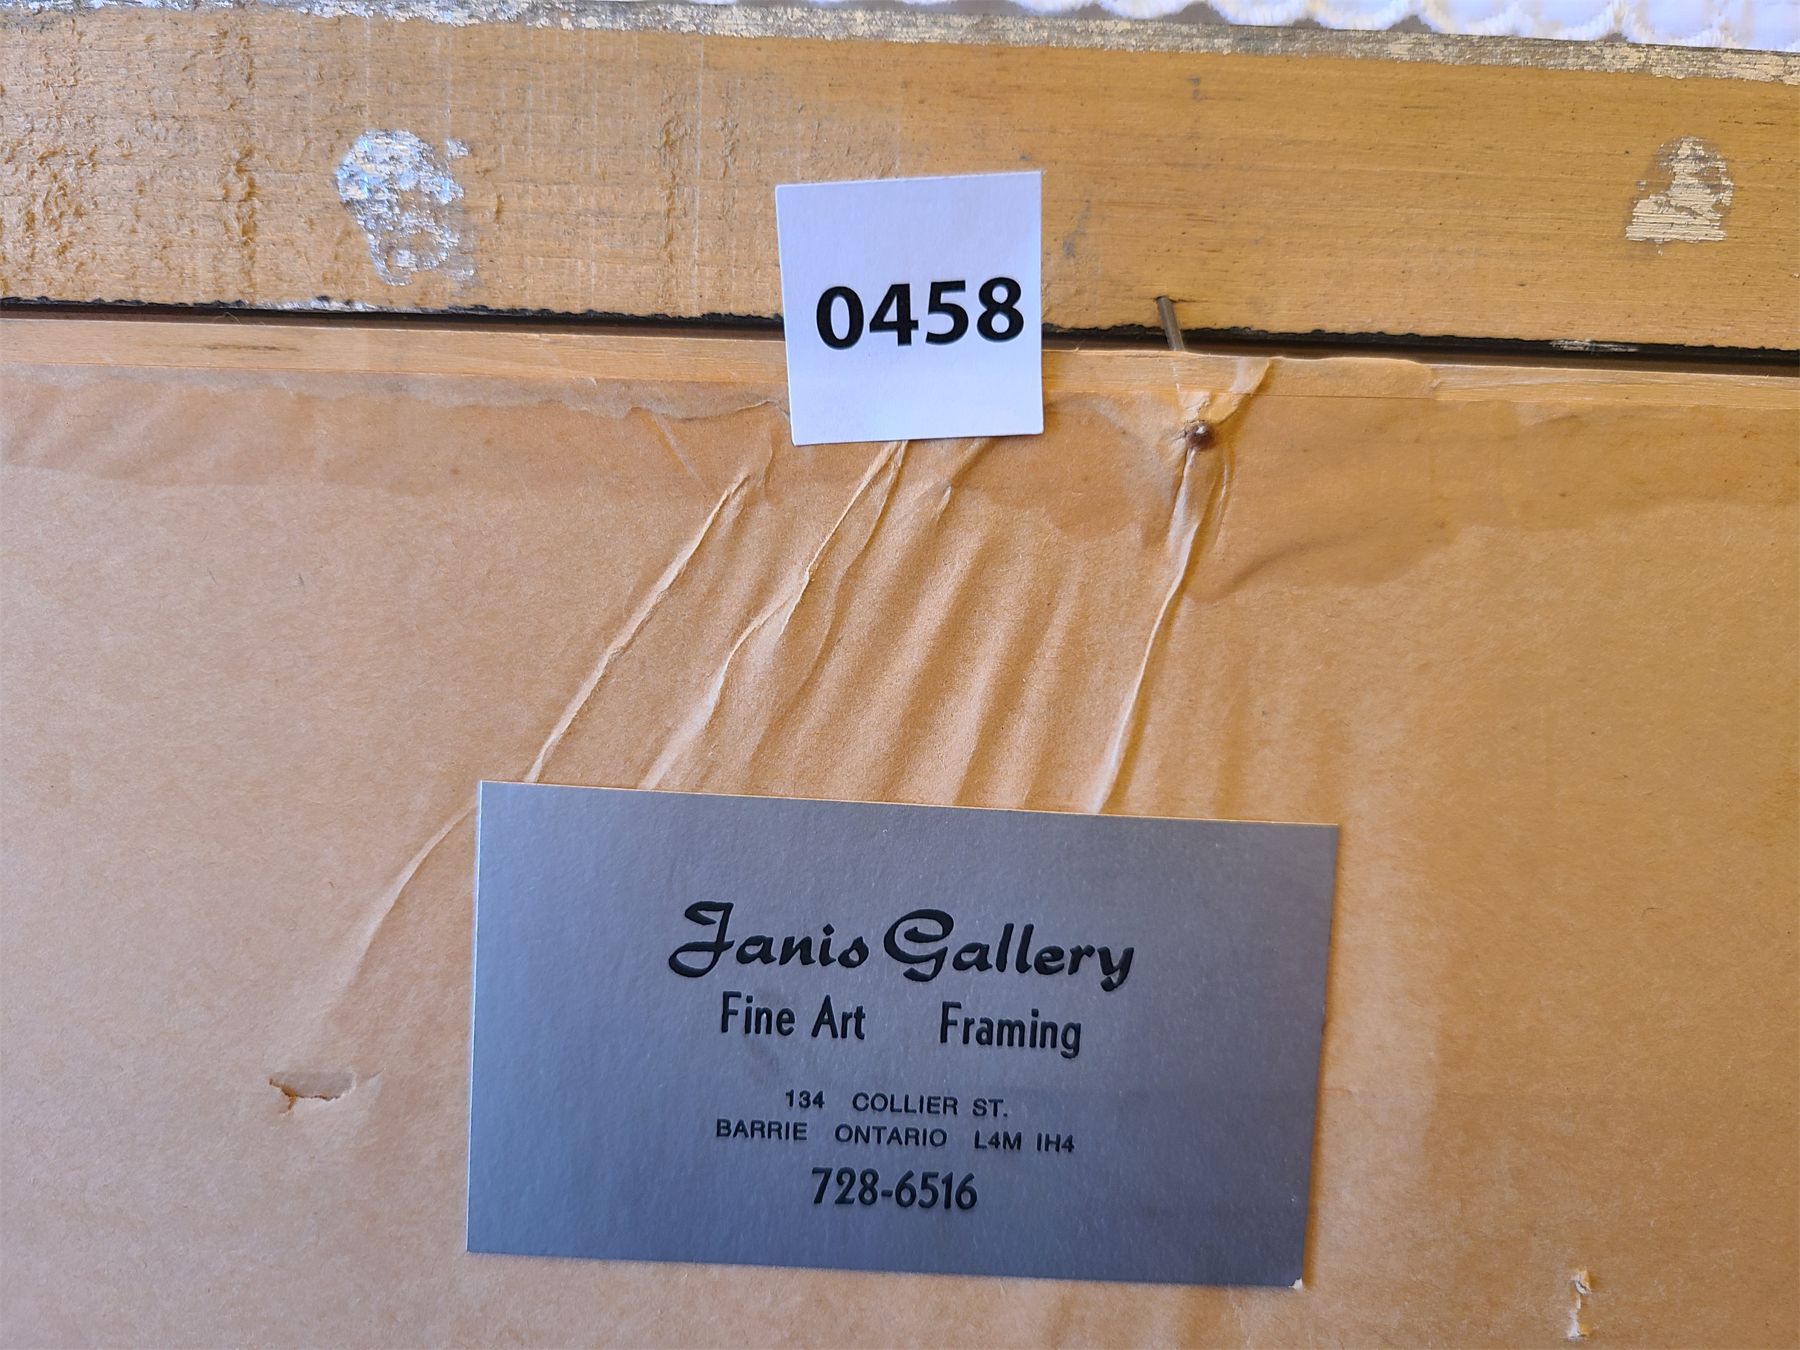 0458
Janis Gallery
Fine Art Framing
134 COLLIER ST.
BARRIE ONTARIO L4M IH4
728-6516